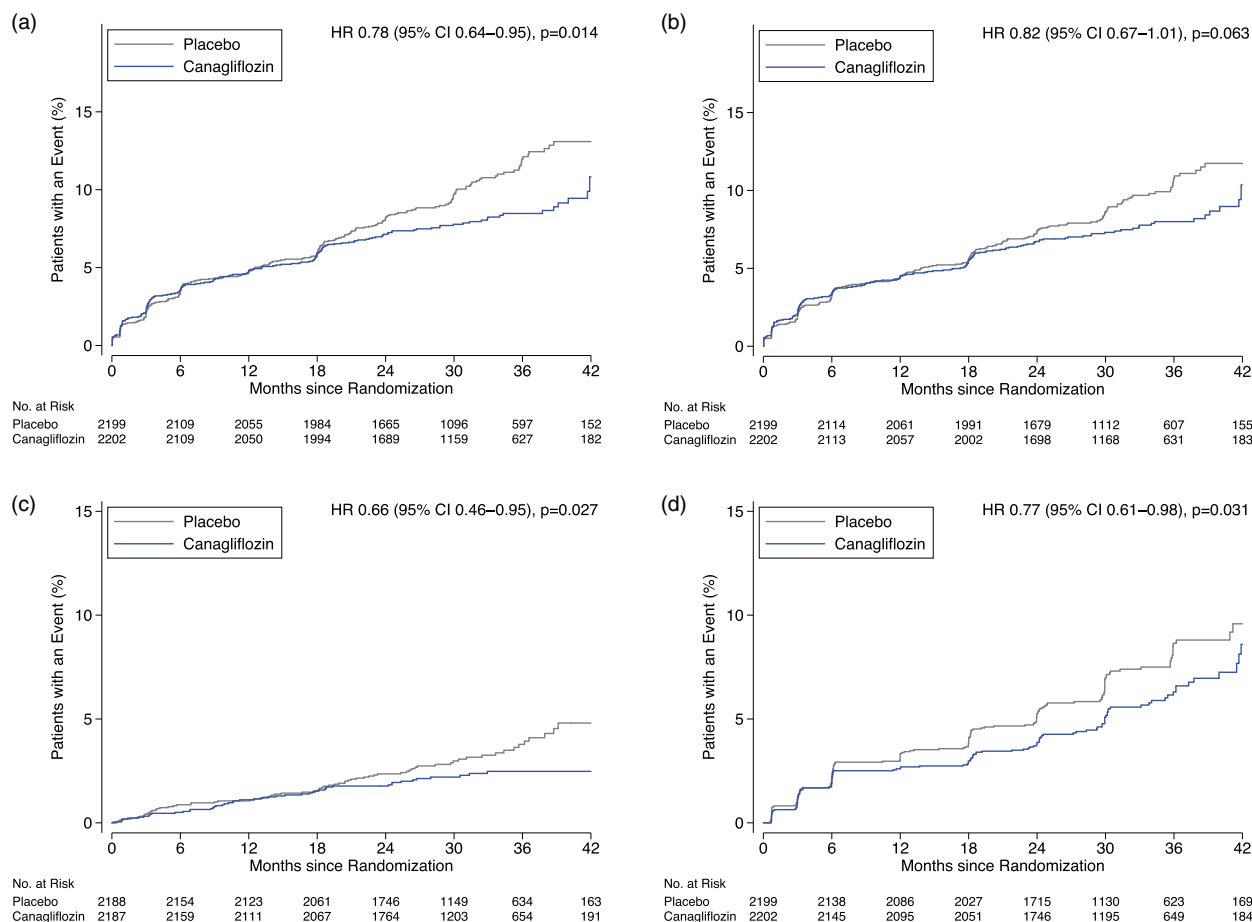 (a)
HR 0.78 (95% CI 0.64–0.95), p=0.014
Placebo
Canagliflozin
Patients with an Event (%)
15
10
5
0
0 6 12 18 24 30 36 42
Months since Randomization
No. at Risk
Placebo 2199 2109 2055 1984 1665 1096 597 152
Canagliflozin 2202 2109 2050 1994 1689 1159 627 182
(b)
HR 0.82 (95% CI 0.67–1.01), p=0.063
Placebo
Canagliflozin
Patients with an Event (%)
15
10
5
0
0 6 12 18 24 30 36 42
Months since Randomization
No. at Risk
Placebo 2199 2114 2061 1991 1679 1112 607 155
Canagliflozin 2202 2113 2057 2002 1698 1168 631 183
(c)
HR 0.66 (95% CI 0.46–0.95), p=0.027
Placebo
Canagliflozin
Patients with an Event (%)
15
10
5
0
0 6 12 18 24 30 36 42
Months since Randomization
No. at Risk
Placebo 2188 2154 2123 2061 1746 1149 634 163
Canagliflozin 2187 2159 2111 2067 1764 1203 654 191
(d)
HR 0.77 (95% CI 0.61–0.98), p=0.031
Placebo
Canagliflozin
Patients with an Event (%)
15
10
5
0
0 6 12 18 24 30 36 42
Months since Randomization
No. at Risk
Placebo 2199 2138 2086 2027 1715 1130 623 169
Canagliflozin 2202 2145 2095 2051 1746 1195 649 184